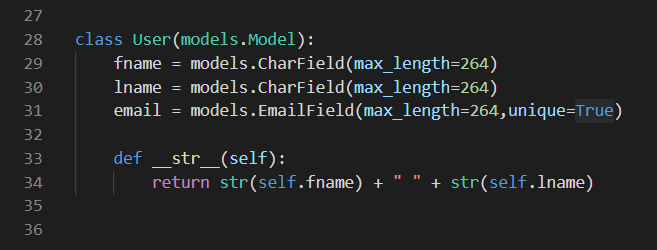 27
28 class User(models.Model):
29     fname = models.CharField(max_length=264)
30     lname = models.CharField(max_length=264)
31     email = models.EmailField(max_length=264,unique=True)
32
33     def __str__(self):
34         return str(self.fname) + " " + str(self.lname)
35
36